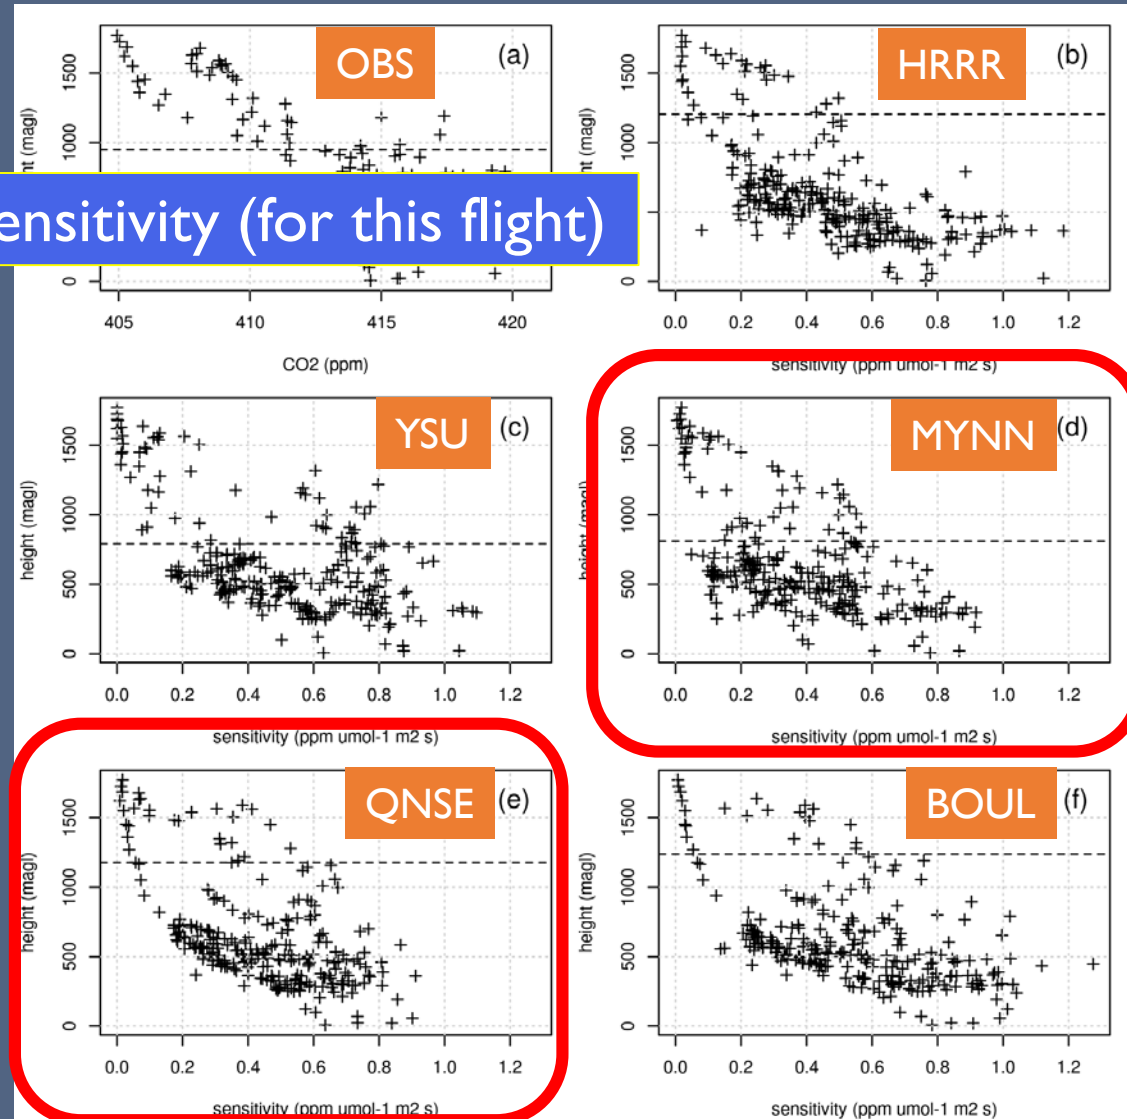 OBS (a)
HRRR (b)
1500
1000
0
405 410 415 420
CO2 (ppm)
ensitivity (for this flight)
height (magl)
1500
1000
0
0.0 0.2 0.4 0.6 0.8 1.0 1.2
sensitivity (ppm umol-1 m2 s)
YSU (c)
height (magl)
1500
1000
500
0
0.0 0.2 0.4 0.6 0.8 1.0 1.2
sensitivity (ppm umol-1 m2 s)
MYNN (d)
height (magl)
1500
1000
500
0
0.0 0.2 0.4 0.6 0.8 1.0 1.2
sensitivity (ppm umol-1 m2 s)
QNSE (e)
height (magl)
1500
1000
500
0
0.0 0.2 0.4 0.6 0.8 1.0 1.2
sensitivity (ppm umol-1 m2 s)
BOUL (f)
height (magl)
1500
1000
500
0
0.0 0.2 0.4 0.6 0.8 1.0 1.2
sensitivity (ppm umol-1 m2 s)